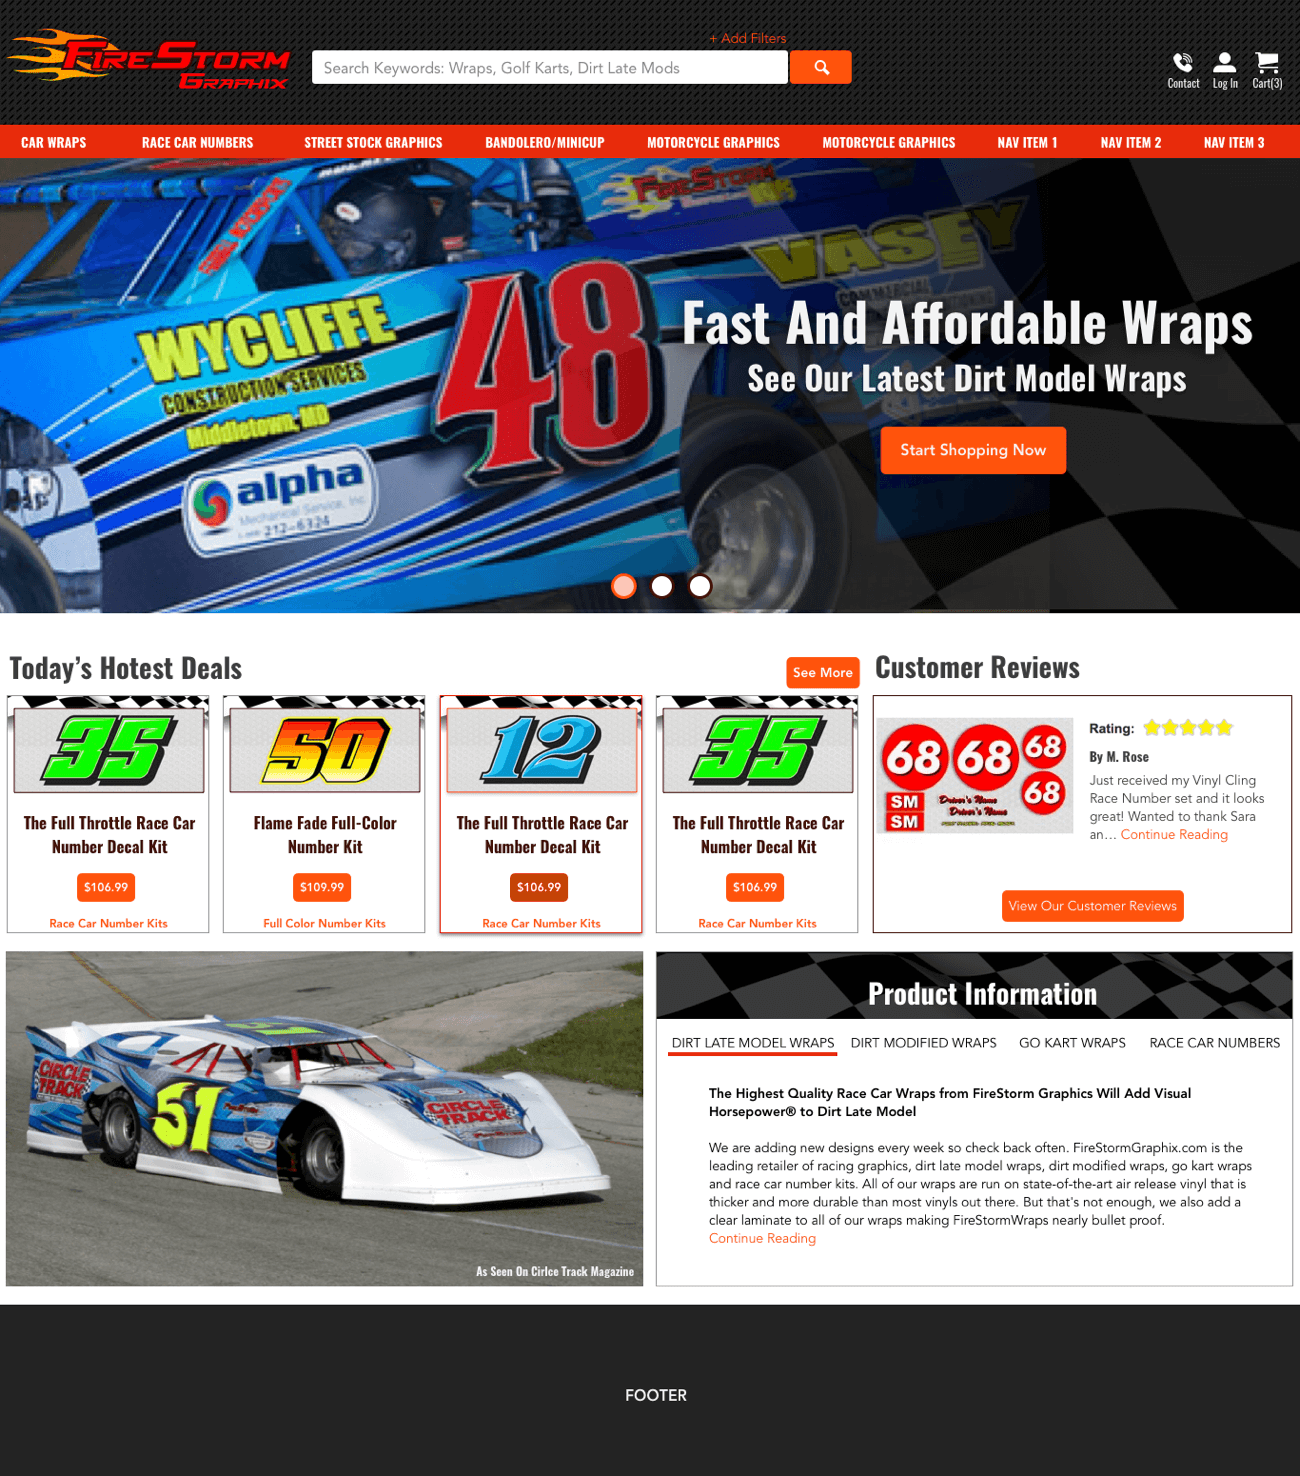 FIRESTORM
GRAPHIX
+ Add Filters
Search Keywords: Wraps, Golf Karts, Dirt Late Mods
Contact
Log In
Cart(3)
CAR WRAPS
RACE CAR NUMBERS
STREET STOCK GRAPHICS
BANDOLERO/MINICUP
MOTORCYCLE GRAPHICS
MOTORCYCLE GRAPHICS
NAV ITEM 1
NAV ITEM 2
NAV ITEM 3
FIRESTORM
VASEY
COMMERCIAL
WYCLIFFE
CONSTRUCTION SERVICES
Middletown, MD
48
alpha
Mechanical Service, Inc.
212-6324
Fast And Affordable Wraps
See Our Latest Dirt Model Wraps
Start Shopping Now
Today's Hotest Deals
See More
35
The Full Throttle Race Car
Number Decal Kit
$106.99
Race Car Number Kits
50
Flame Fade Full-Color
Number Kit
$109.99
Full Color Number Kits
12
The Full Throttle Race Car
Number Decal Kit
$106.99
Race Car Number Kits
35
The Full Throttle Race Car
Number Decal Kit
$106.99
Race Car Number Kits
Customer Reviews
68
68
68
68
SM
SM
Driver's Name
Driver's Name
Rating:
By M. Rose
Just received my Vinyl Cling
Race Number set and it looks
great! Wanted to thank Sara
an... Continue Reading
View Our Customer Reviews
51
CIRCLE
TRACK
51
CIRCLE
TRACK
As Seen On Cirlce Track Magazine
Product Information
DIRT LATE MODEL WRAPS
DIRT MODIFIED WRAPS
GO KART WRAPS
RACE CAR NUMBERS
The Highest Quality Race Car Wraps from FireStorm Graphics Will Add Visual
Horsepower® to Dirt Late Model
We are adding new designs every week so check back often. FireStormGraphix.com is the
leading retailer of racing graphics, dirt late model wraps, dirt modified wraps, go kart wraps
and race car number kits. All of our wraps are run on state-of-the-art air release vinyl that is
thicker and more durable than most vinyls out there. But that's not enough, we also add a
clear laminate to all of our wraps making FireStormWraps nearly bullet proof.
Continue Reading
FOOTER